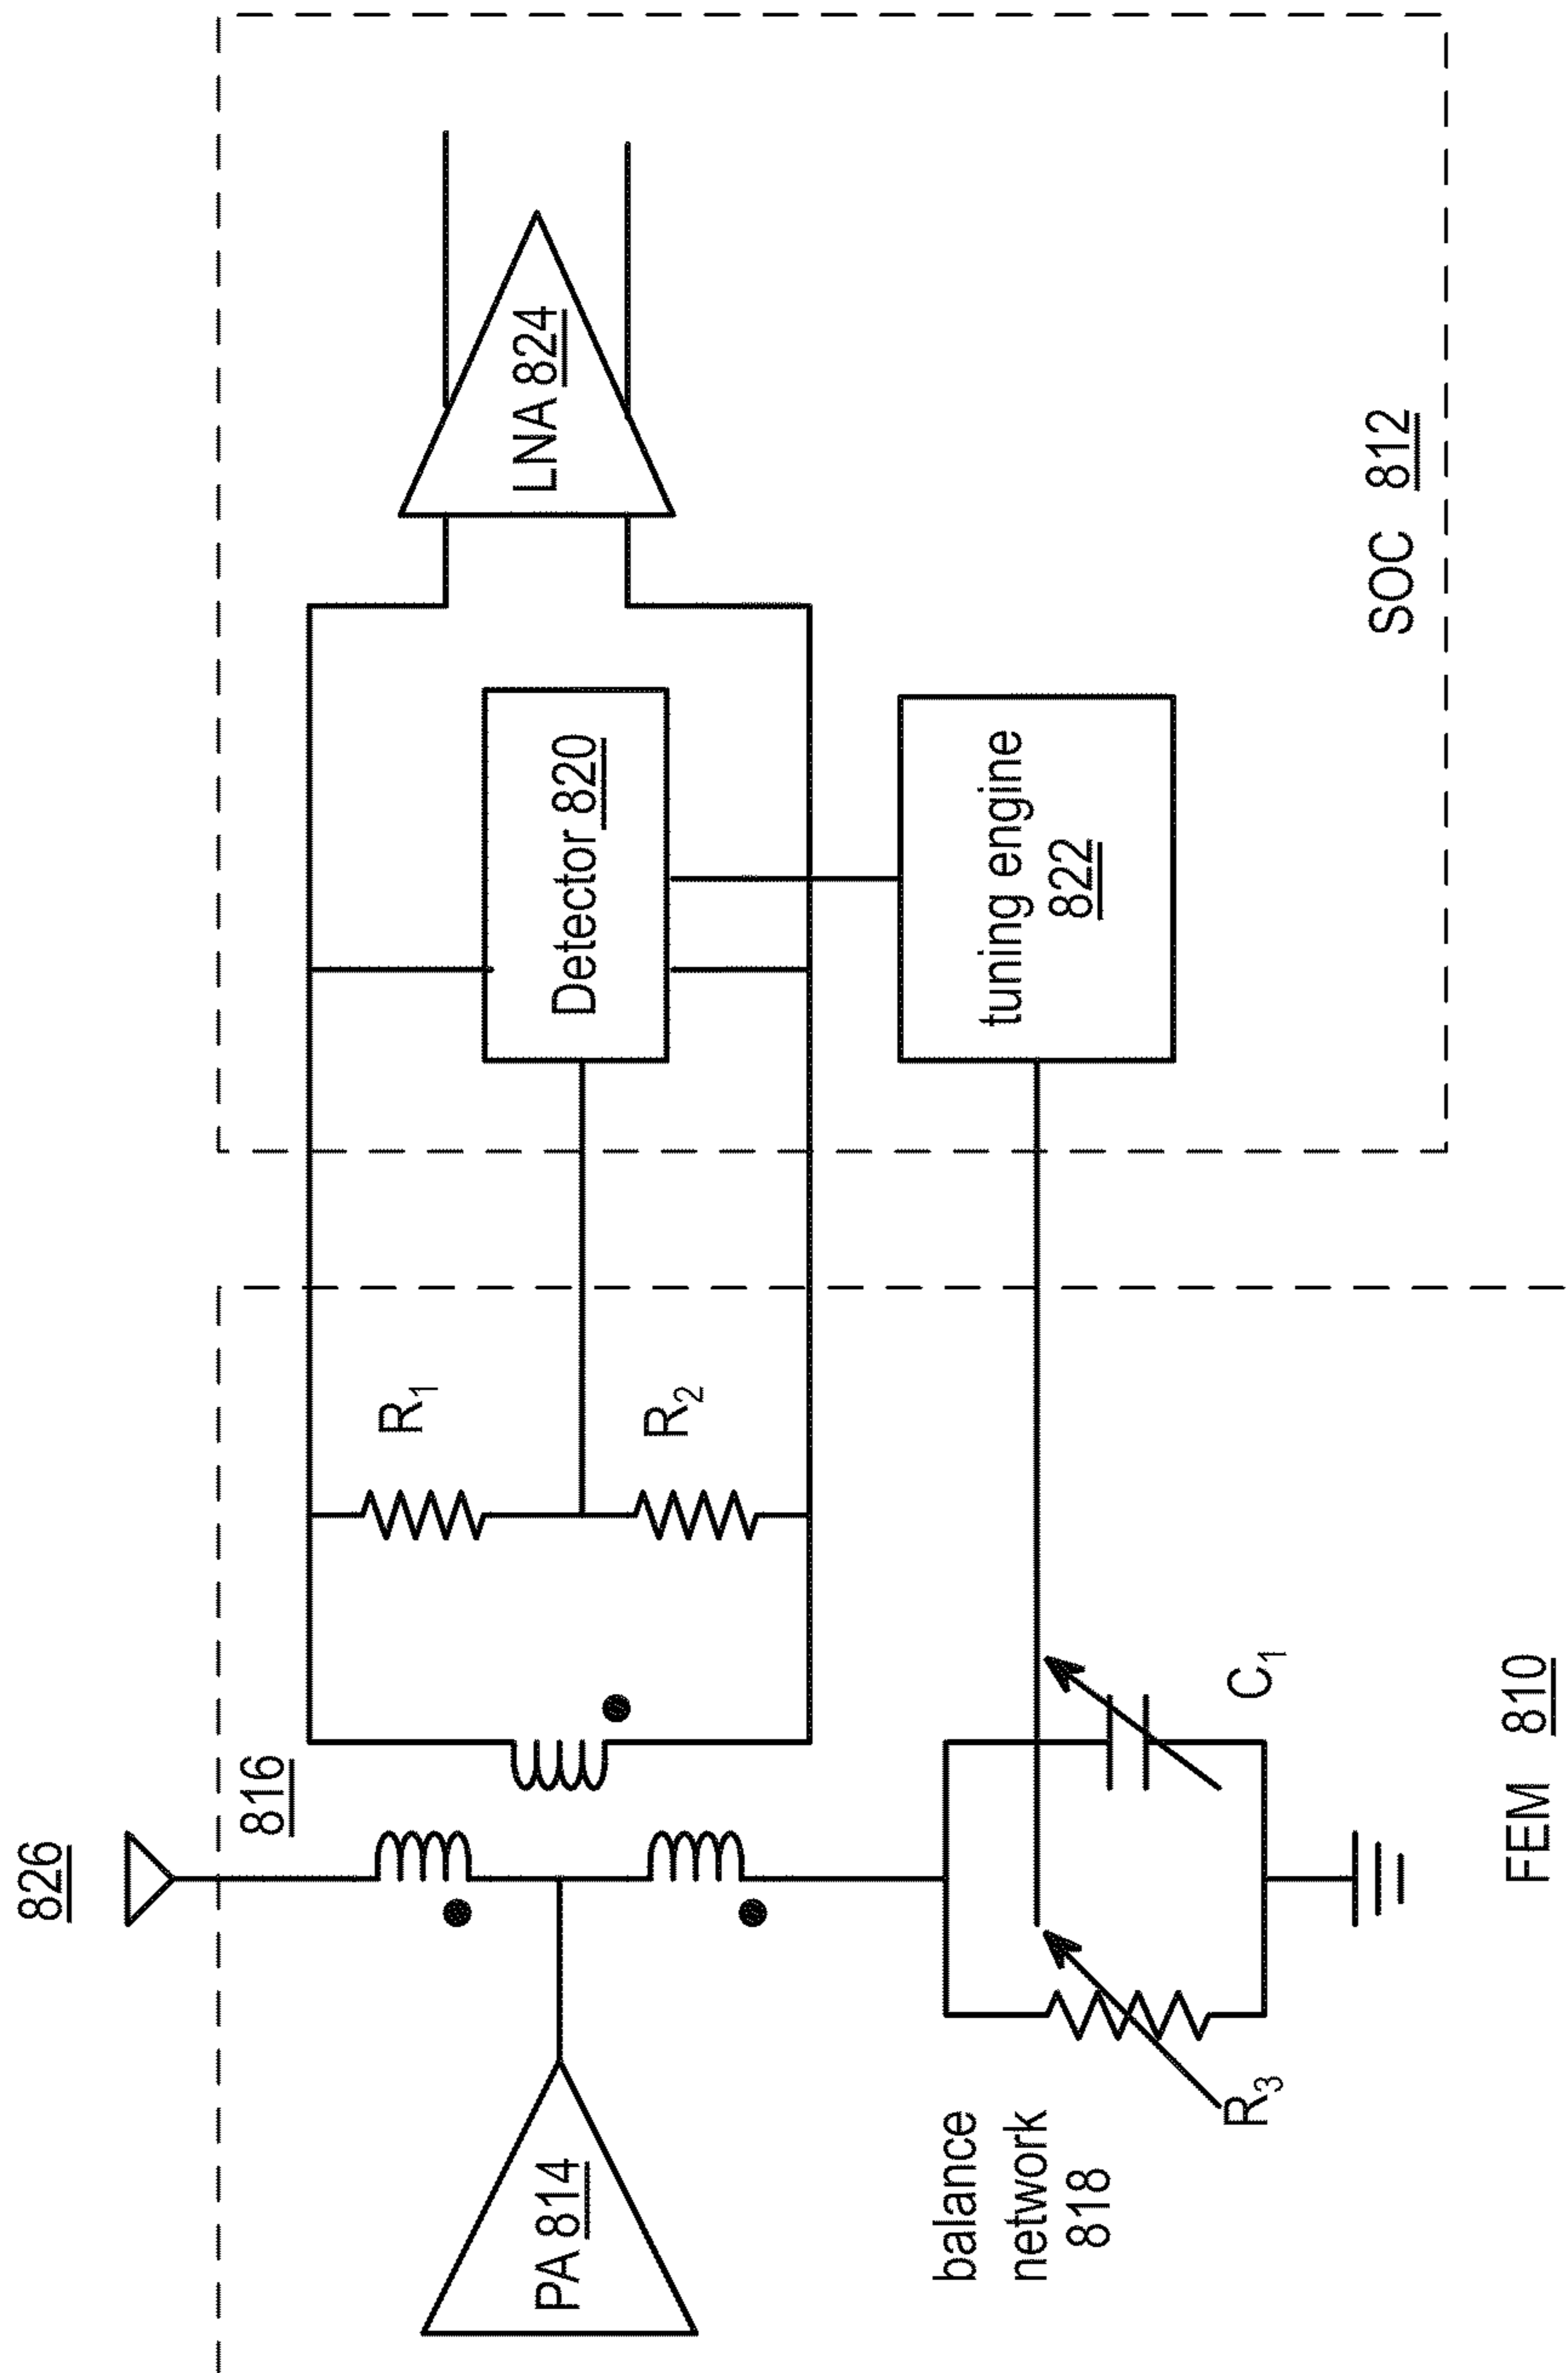 826
816
PA 814
balance
network
818
R3
C1
FEM 810
R1
R2
Detector 820
tuning engine
822
LNA 824
SOC 812